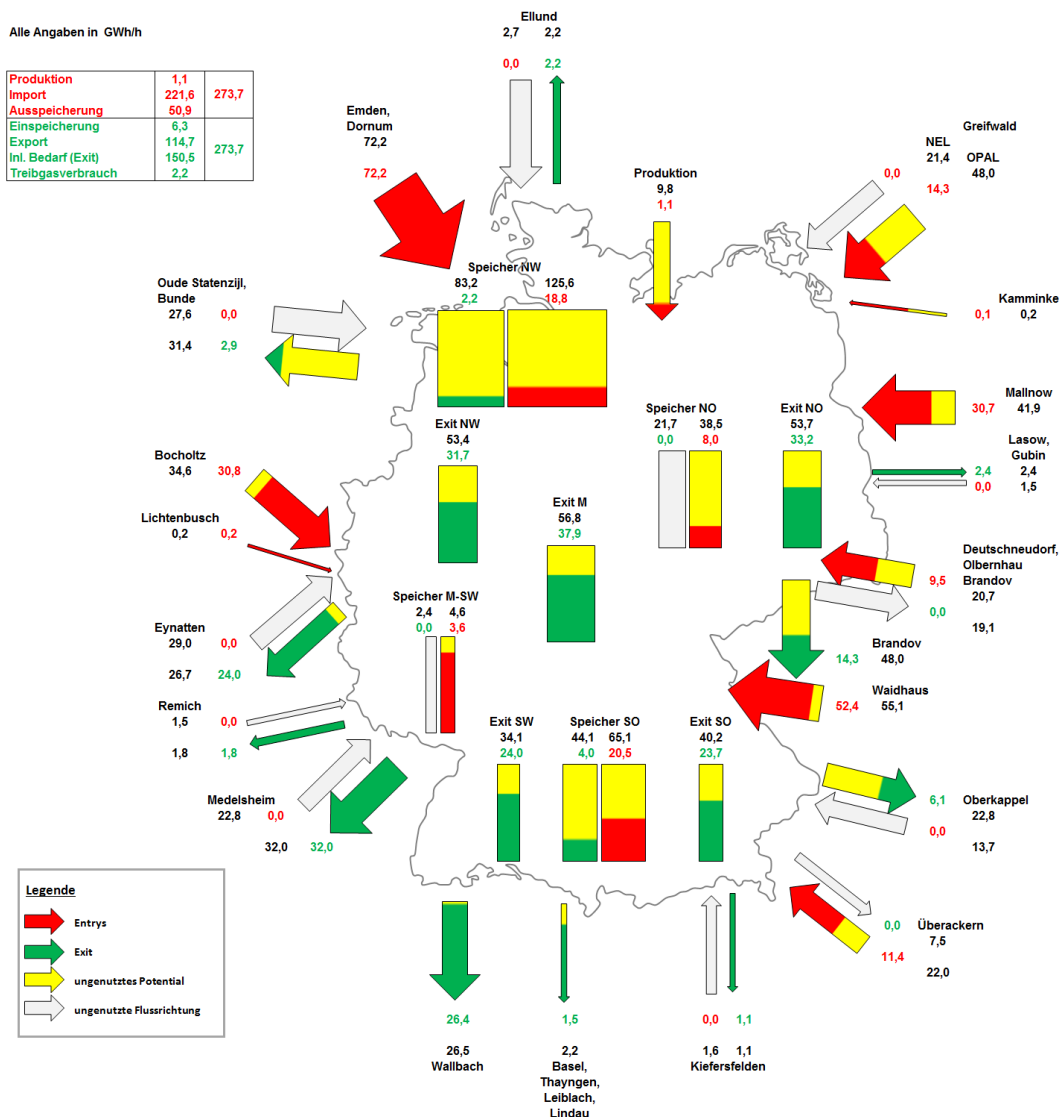 Alle Angaben in GWh/h
Produktion 1,1
Import 221,6 273,7
Ausspeicherung 50,9
Einspeicherung 6,3
Export 114,7 273,7
Inl. Bedarf (Exit) 150,5
Treibgasverbrauch 2,2
Ellund
2,7 2,2
0,0 2,2
Emden,
Dornum
72,2
72,2
Produktion
9,8
1,1
Greifwald
NEL
21,4 OPAL
0,0 48,0
14,3
Speicher NW
83,2 125,6
2,2 18,8
Oude Statenzijl,
Bunde
27,6 0,0
31,4 2,9
Kamminke
0,1 0,2
Mallnow
30,7 41,9
Lasow,
Gubin
2,4 2,4
0,0 1,5
Exit NW
53,4
31,7
Speicher NO
21,7 38,5
0,0 8,0
Exit NO
53,7
33,2
Bocholtz
34,6 30,8
Lichtenbusch
0,2 0,2
Exit M
56,8
37,9
Deutschneudorf,
Olbernhau
9,5 Brandov
20,7
0,0
19,1
Speicher M-SW
2,4 4,6
0,0 3,6
Eynatten
29,0 0,0
26,7 24,0
Brandov
14,3 48,0
Waidhaus
52,4 55,1
Remich
1,5 0,0
1,8 1,8
Exit SW
34,1
24,0
Speicher SO
44,1 65,1
4,0 20,5
Exit SO
40,2
23,7
Medelsheim
22,8 0,0
32,0 32,0
6,1 Oberkappel
22,8
0,0
13,7
Legende
Entrys
Exit
ungenutztes Potential
ungenutzte Flussrichtung
0,0 Überackern
7,5
11,4
22,0
26,4
26,5
Wallbach
1,5
2,2
Basel,
Thayngen,
Leiblach,
Lindau
0,0 1,1
1,6 1,1
Kiefersfelden